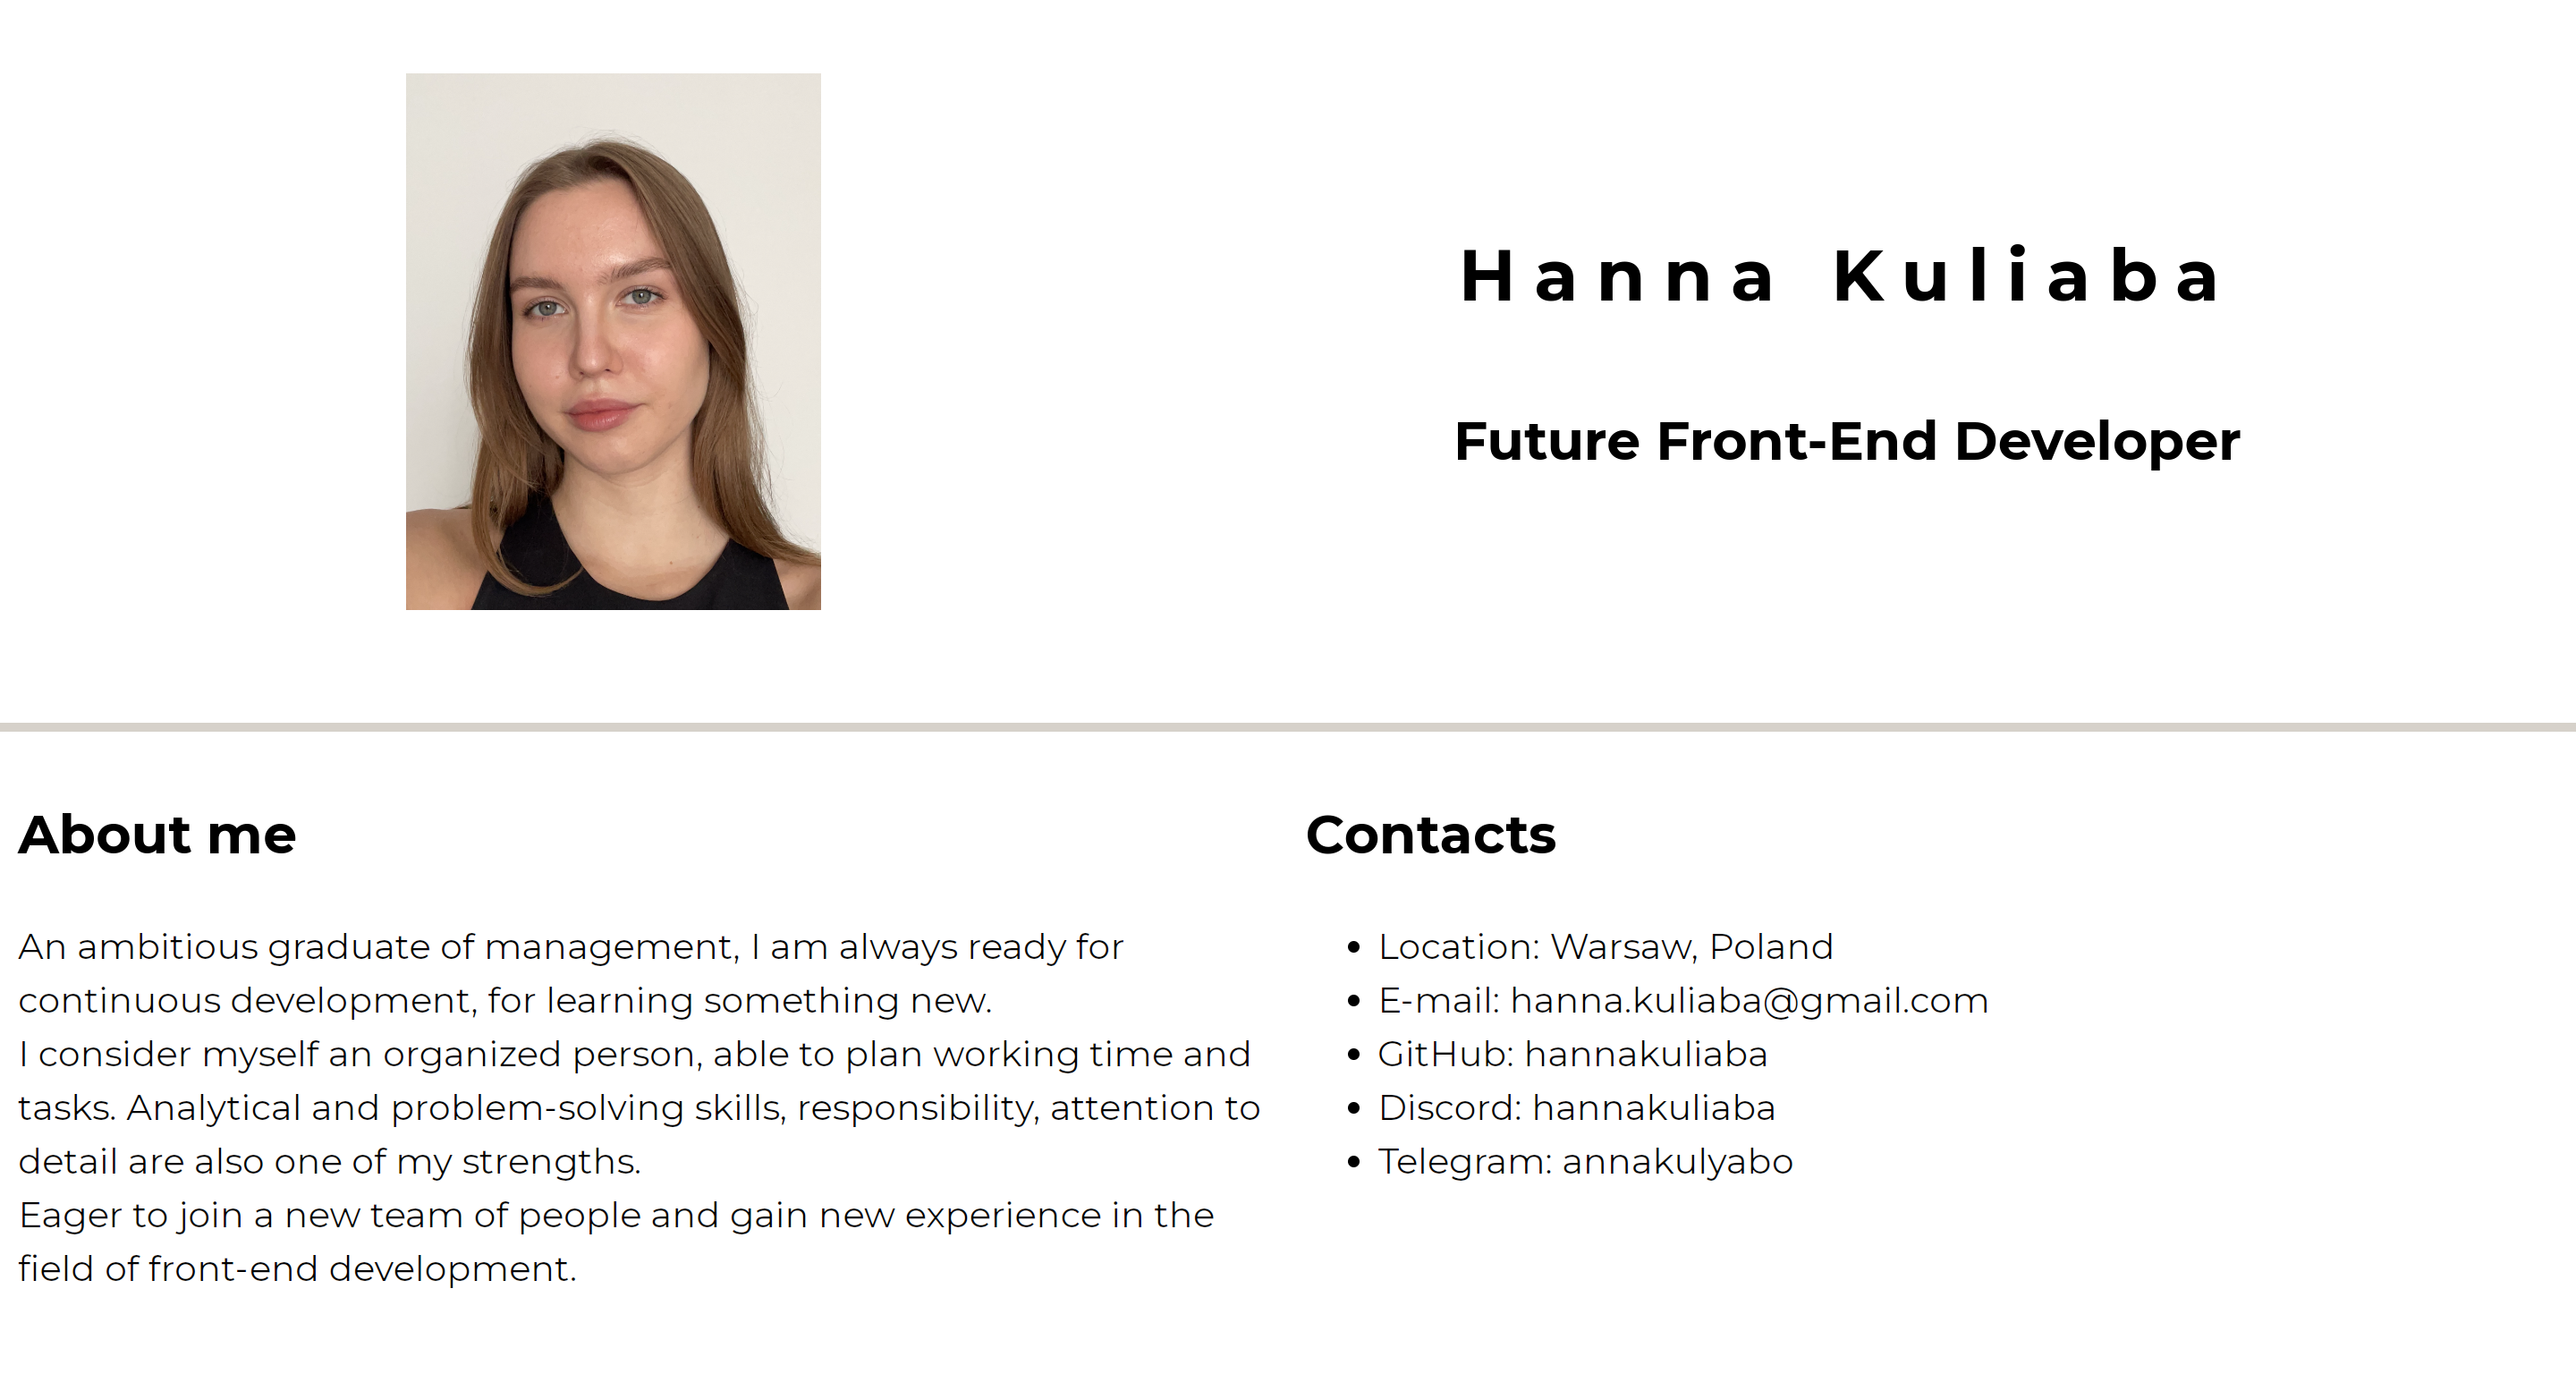 Hanna Kuliaba
Future Front-End Developer
About me
An ambitious graduate of management, I am always ready for
continuous development, for learning something new.
I consider myself an organized person, able to plan working time and
tasks. Analytical and problem-solving skills, responsibility, attention to
detail are also one of my strengths.
Eager to join a new team of people and gain new experience in the
field of front-end development.
Contacts
• Location: Warsaw, Poland
• E-mail: hanna.kuliaba@gmail.com
• GitHub: hannakuliaba
• Discord: hannakuliaba
• Telegram: annakulyabo